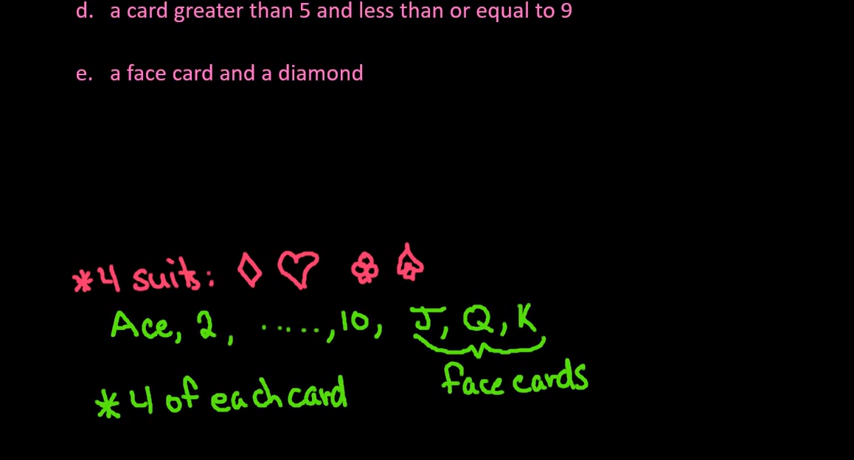 d. a card greater than 5 and less than or equal to 9
e. a face card and a diamond
*4 suits:
Ace, 2, ....., 10, J, Q, K
face cards
*4 of each card